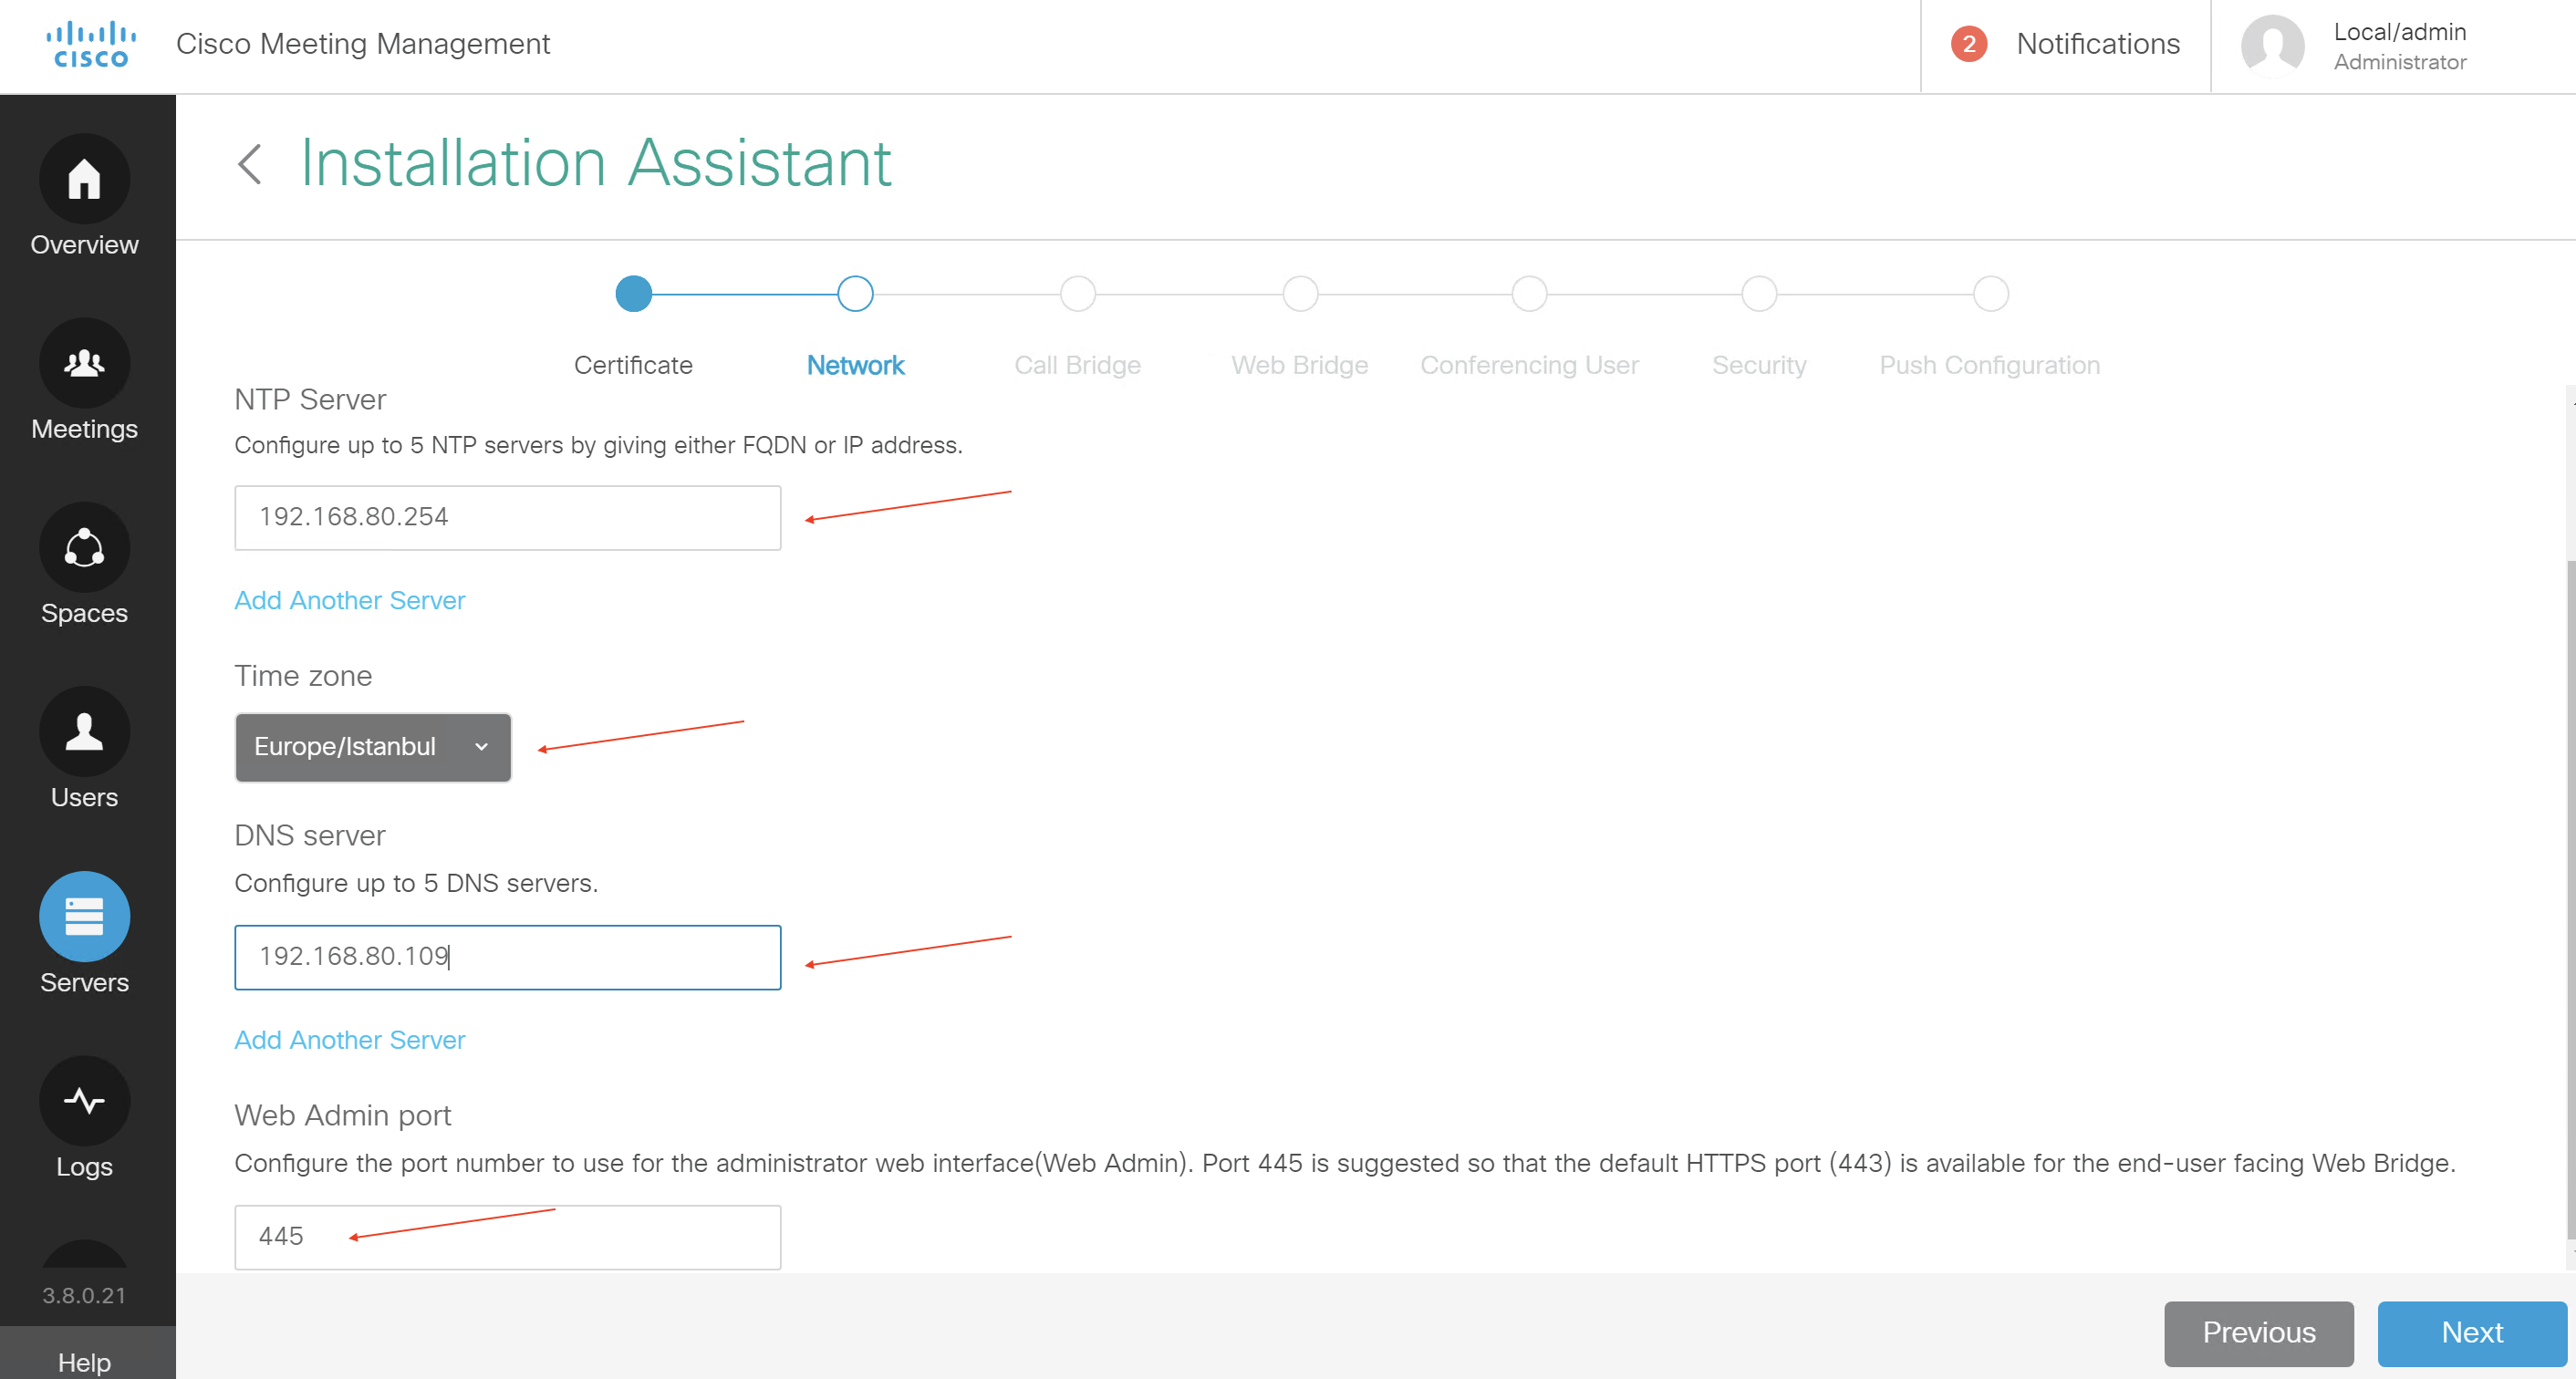 CISCO
Cisco Meeting Management
2
Notifications
Local/admin
Administrator
Overview
Meetings
Spaces
Users
Servers
Logs
3.8.0.21
Help
Installation Assistant
Certificate
Network
Call Bridge
Web Bridge
Conferencing User
Security
Push Configuration
NTP Server
Configure up to 5 NTP servers by giving either FQDN or IP address.
192.168.80.254
Add Another Server
Time zone
Europe/Istanbul
DNS server
Configure up to 5 DNS servers.
192.168.80.109
Add Another Server
Web Admin port
Configure the port number to use for the administrator web interface(Web Admin). Port 445 is suggested so that the default HTTPS port (443) is available for the end-user facing Web Bridge.
445
Previous
Next